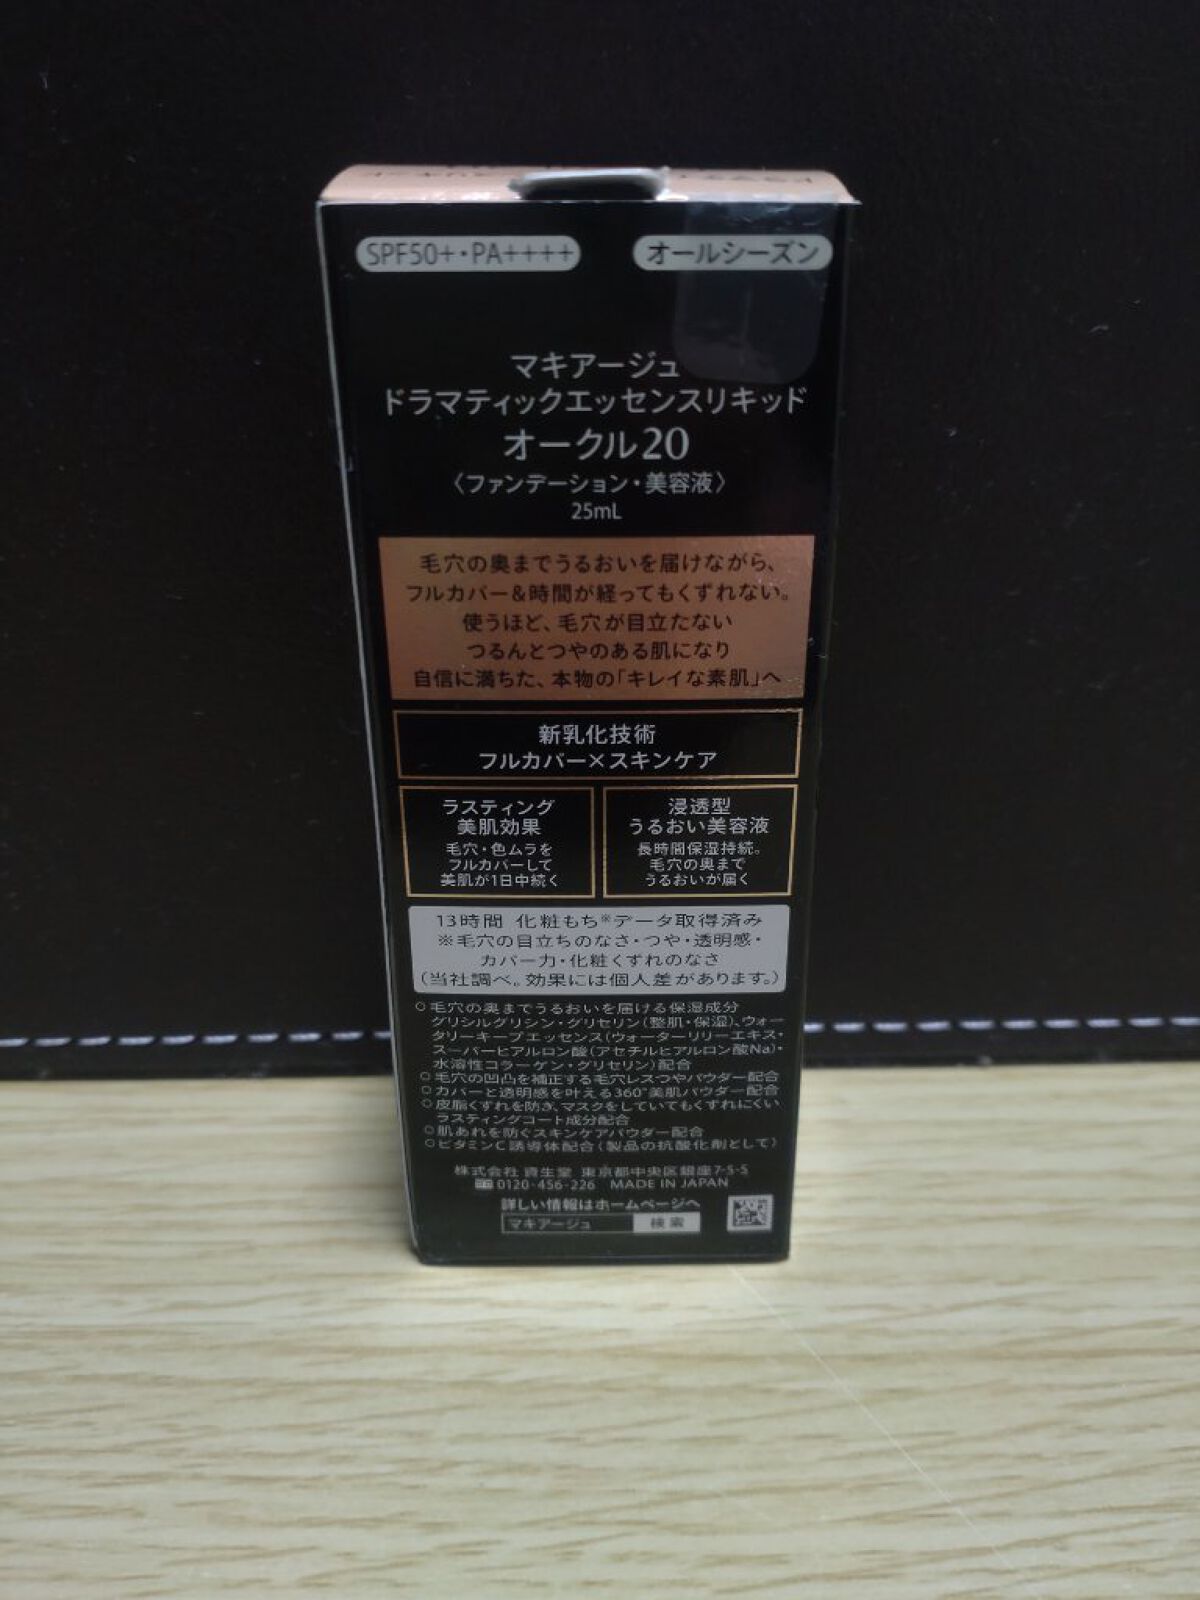 SPF50+・PA++++ オールシーズン
マキアージュ
ドラマティックエッセンスリキッド
オークル20
〈ファンデーション・美容液〉
25mL
毛穴の奥までうるおいを届けながら、
フルカバー&時間が経ってもくずれない。
使うほど、毛穴が目立たない
つるんとつやのある肌になり
自信に満ちた、本物の「キレイな素肌」へ
新乳化技術
フルカバー×スキンケア
ラスティング
美肌効果
毛穴・色ムラを
フルカバーして
美肌が1日中続く
浸透型
うるおい美容液
長時間保湿持続。
毛穴の奥まで
うるおいが届く
13時間 化粧もち※データ取得済み
※毛穴の目立ちのなさ・つや・透明感・
カバー力・化粧くずれのなさ
(当社調べ。効果には個人差があります。)
○毛穴の奥までうるおいを届ける保湿成分
グリシルグリシン・グリセリン(整肌・保湿)、ウォー
タリーキープエッセンス(ウォーターリリーエキス・
スーパーヒアルロン酸(アセチルヒアルロン酸Na)・
水溶性コラーゲン・グリセリン)配合
○毛穴の凹凸を補正する毛穴レスつやパウダー配合
○カバーと透明感を叶える360°美肌パウダー配合
○皮脂くずれを防ぎ、マスクをしていてもくずれにくい
ラスティングコート成分配合
○肌あれを防ぐスキンケアパウダー配合
○ビタミンC誘導体配合(製品の抗酸化剤として)
株式会社 資生堂 東京都中央区銀座7-5-5
0120-456-226 MADE IN JAPAN
詳しい情報はホームページへ
マキアージュ 検索